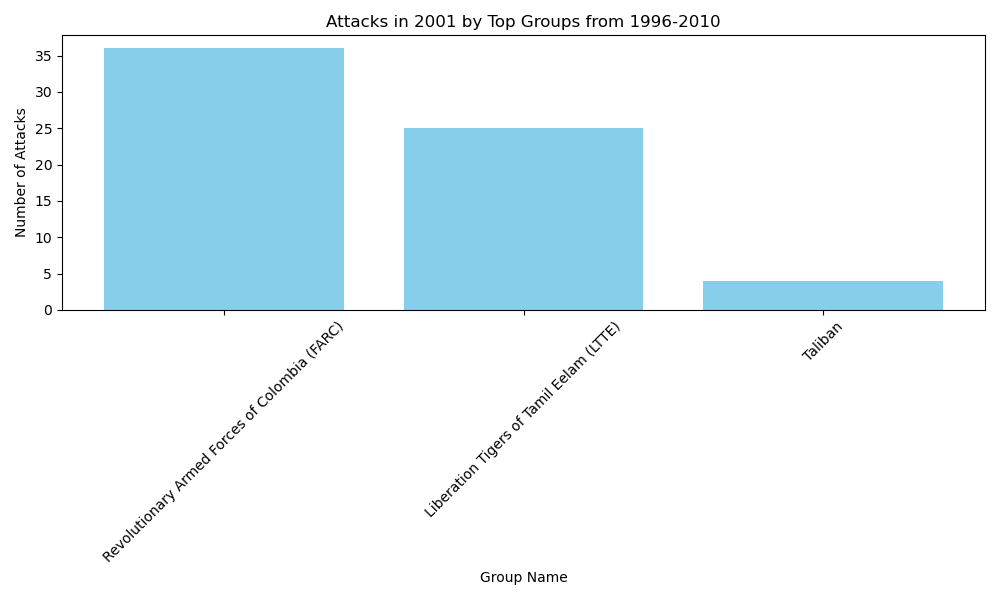 Attacks in 2001 by Top Groups from 1996-2010
Number of Attacks
35
30
25
20
15
10
5
0
Revolutionary Armed Forces of Colombia (FARC)
Liberation Tigers of Tamil Eelam (LTTE)
Taliban
Group Name